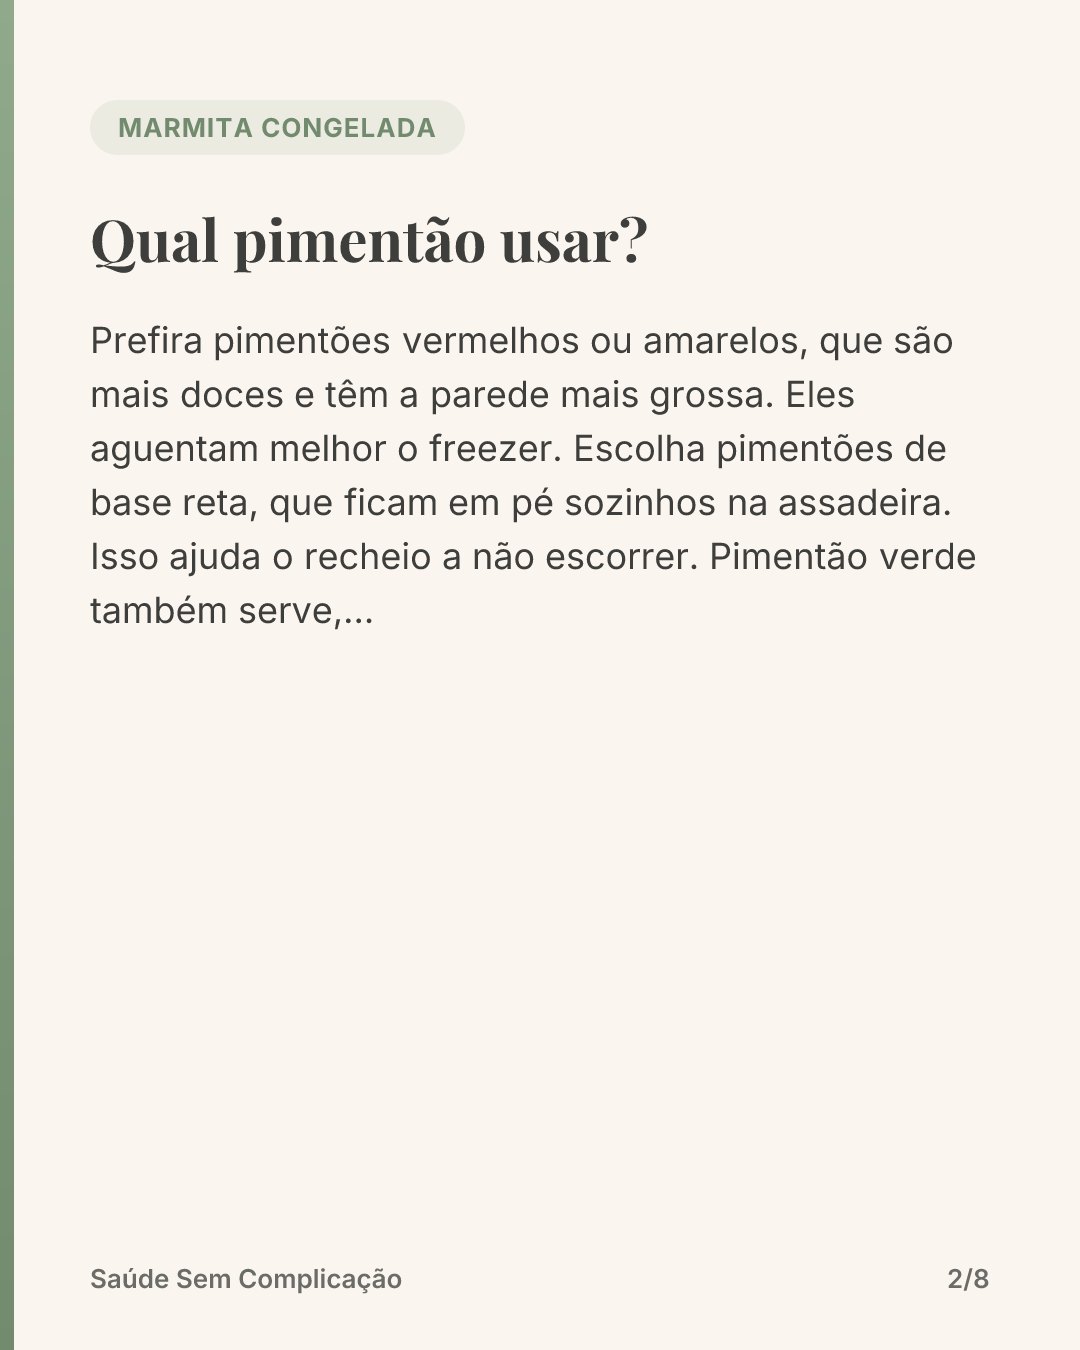 MARMITA CONGELADA
Qual pimentão usar?
Prefira pimentões vermelhos ou amarelos, que são
mais doces e têm a parede mais grossa. Eles
aguentam melhor o freezer. Escolha pimentões de
base reta, que ficam em pé sozinhos na assadeira.
Isso ajuda o recheio a não escorrer. Pimentão verde
também serve,...
Saúde Sem Complicação
2/8